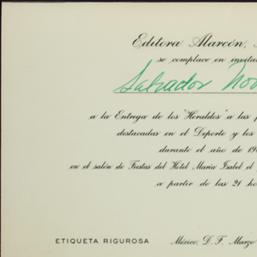 Editora Alarcón,
se complace en invitar
Salvador Nov
a la Entrega de los "Heraldos" a las
destacadas en el Deporte y los
durante el año de 19
en el salón de Fiestas del Hotel María Isabel el
a partir de las 21 h
ETIQUETA RIGUROSA México, D. F. Marzo